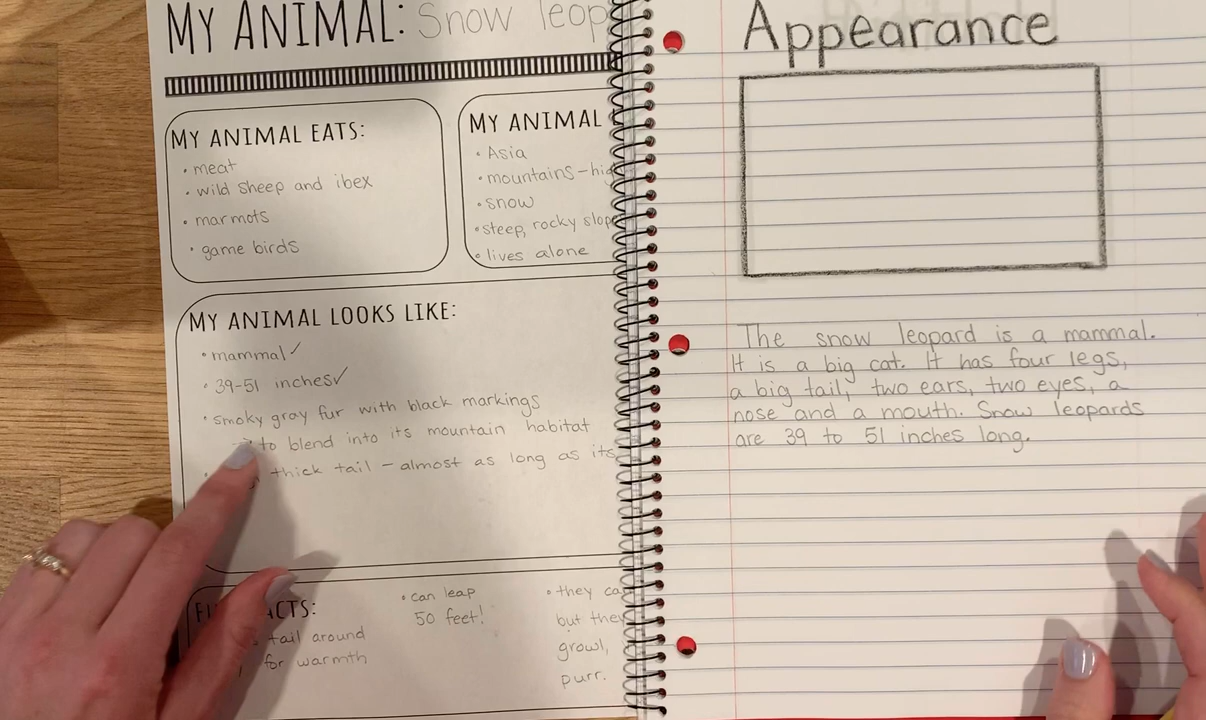 MY ANIMAL: Snow leop
MY ANIMAL EATS:
• meat
• wild sheep and ibex
• marmots
• game birds
MY ANIMAL
• Asia
• mountains-hig
• snow
• steep, rocky slop
• lives alone
MY ANIMAL LOOKS LIKE:
• mammal ✓
• 39-51 inches ✓
• smoky gray fur with black markings
→ to blend into its mountain habitat
thick tail - almost as long as its
ACTS:
tail around
for warmth
• can leap
50 feet!
• they ca
but they
growl,
purr.
Appearance
The snow leopard is a mammal.
It is a big cat. It has four legs,
a big tail, two ears, two eyes, a
nose and a mouth. Snow leopards
are 39 to 51 inches long.